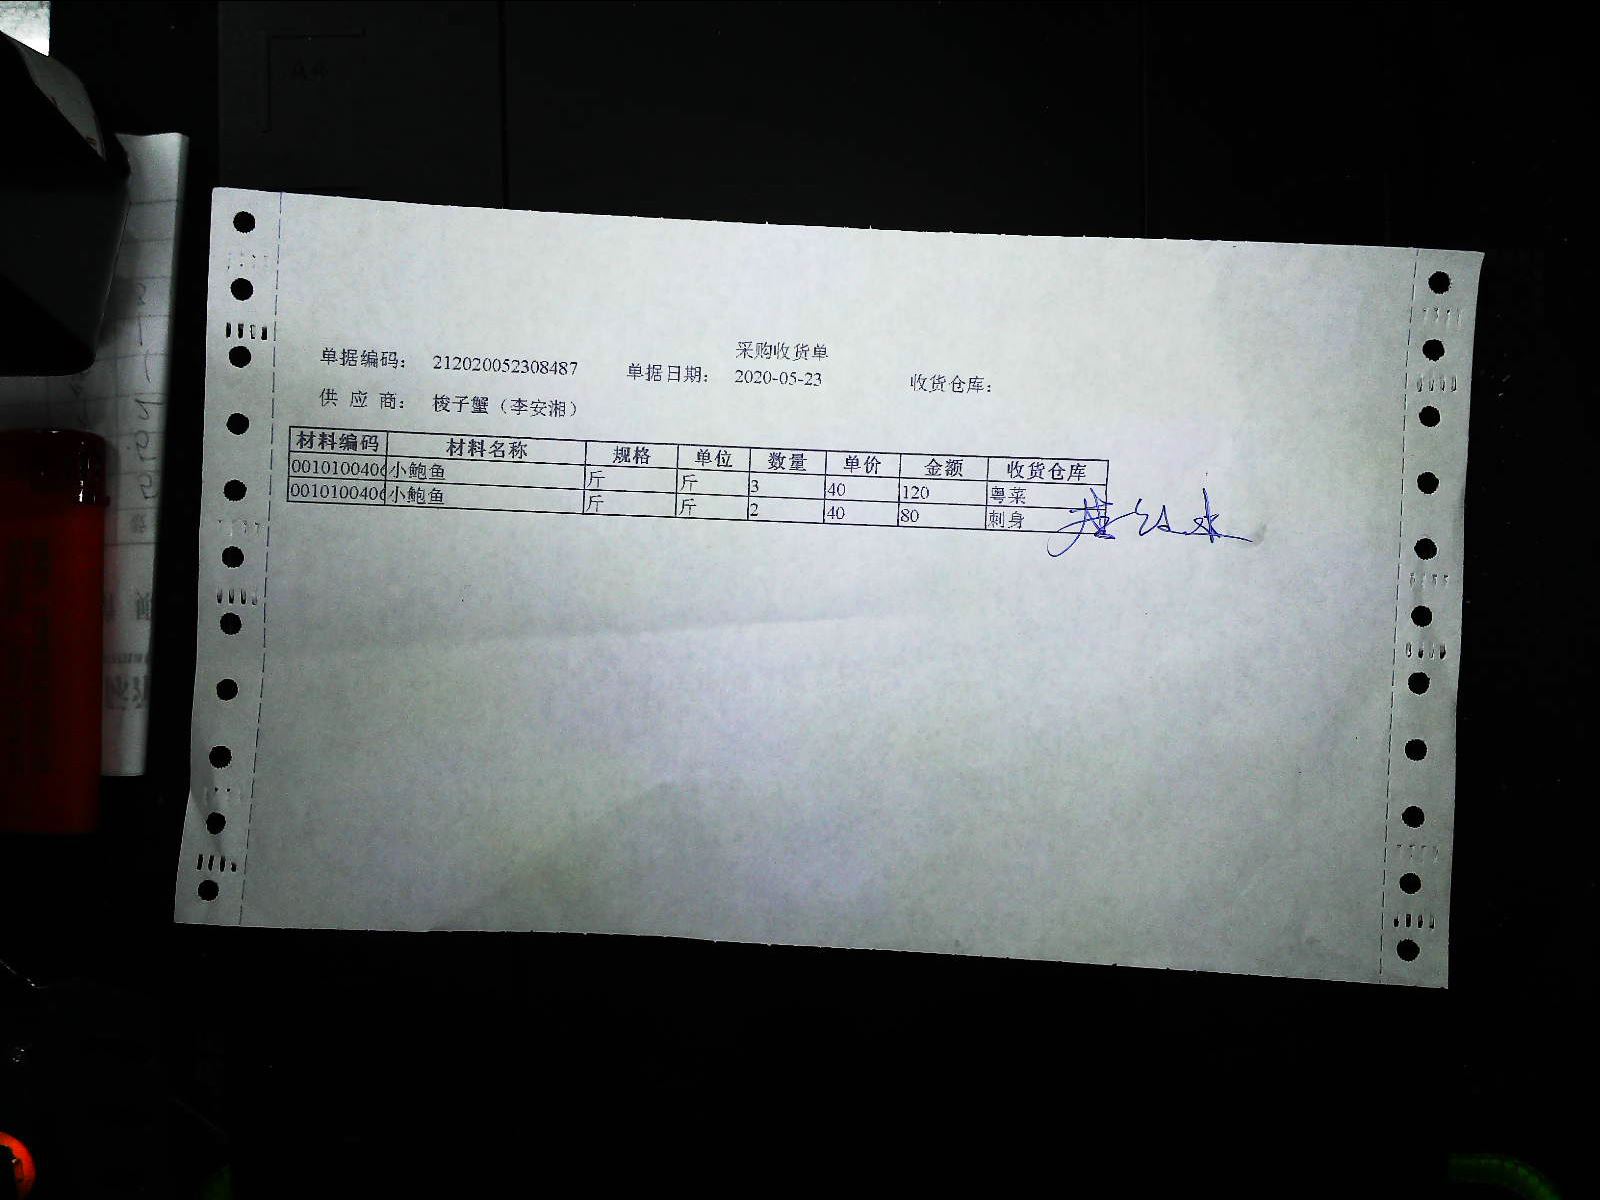 采购收货单
单据编码： 212020052308487 单据日期： 2020-05-23 收货仓库：
供 应 商： 梭子蟹（李安湘）
材料编码 材料名称 规格 单位 数量 单价 金额 收货仓库
0010100406 小鲍鱼 斤 斤 3 40 120 粤菜
0010100406 小鲍鱼 斤 斤 2 40 80 刺身